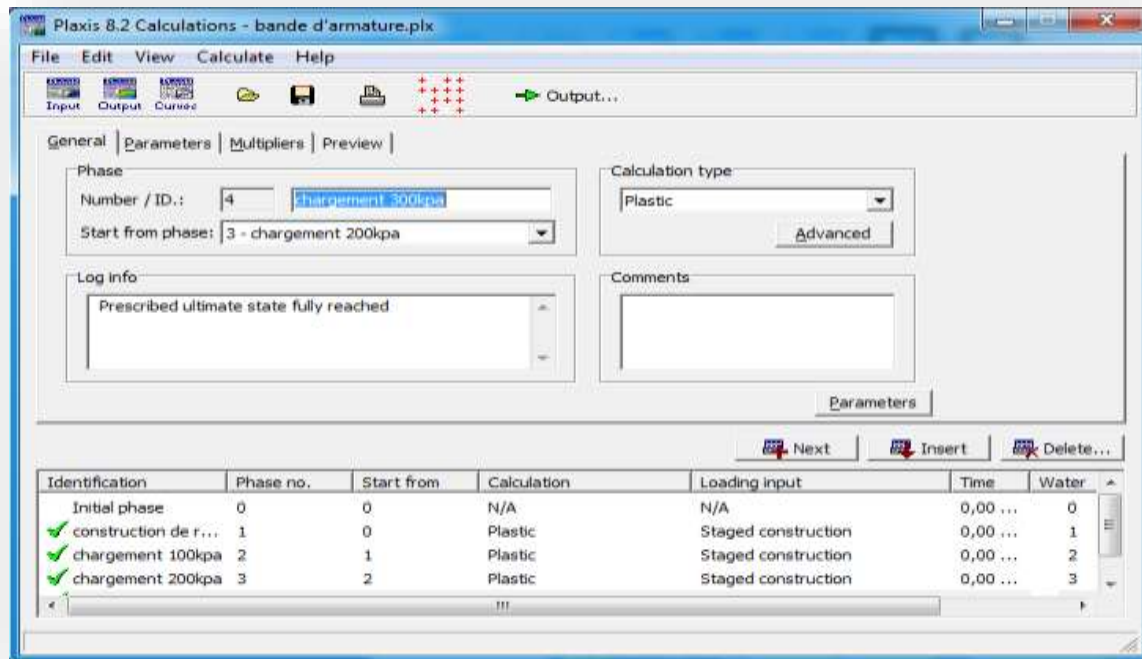 Plaxis 8.2 Calculations - bande d'armature.plx
File Edit View Calculate Help
Input Output Curves Output...
General Parameters Multipliers Preview
Phase Calculation type
Number / ID.: 4 chargement 300kpa Plastic
Start from phase: 3 - chargement 200kpa Advanced
Log info Comments
Prescribed ultimate state fully reached
Parameters
Next Insert Delete...
Identification Phase no. Start from Calculation Loading input Time Water
Initial phase 0 0 N/A N/A 0,00 ... 0
construction de r... 1 0 Plastic Staged construction 0,00 ... 1
chargement 100kpa 2 1 Plastic Staged construction 0,00 ... 2
chargement 200kpa 3 2 Plastic Staged construction 0,00 ... 3